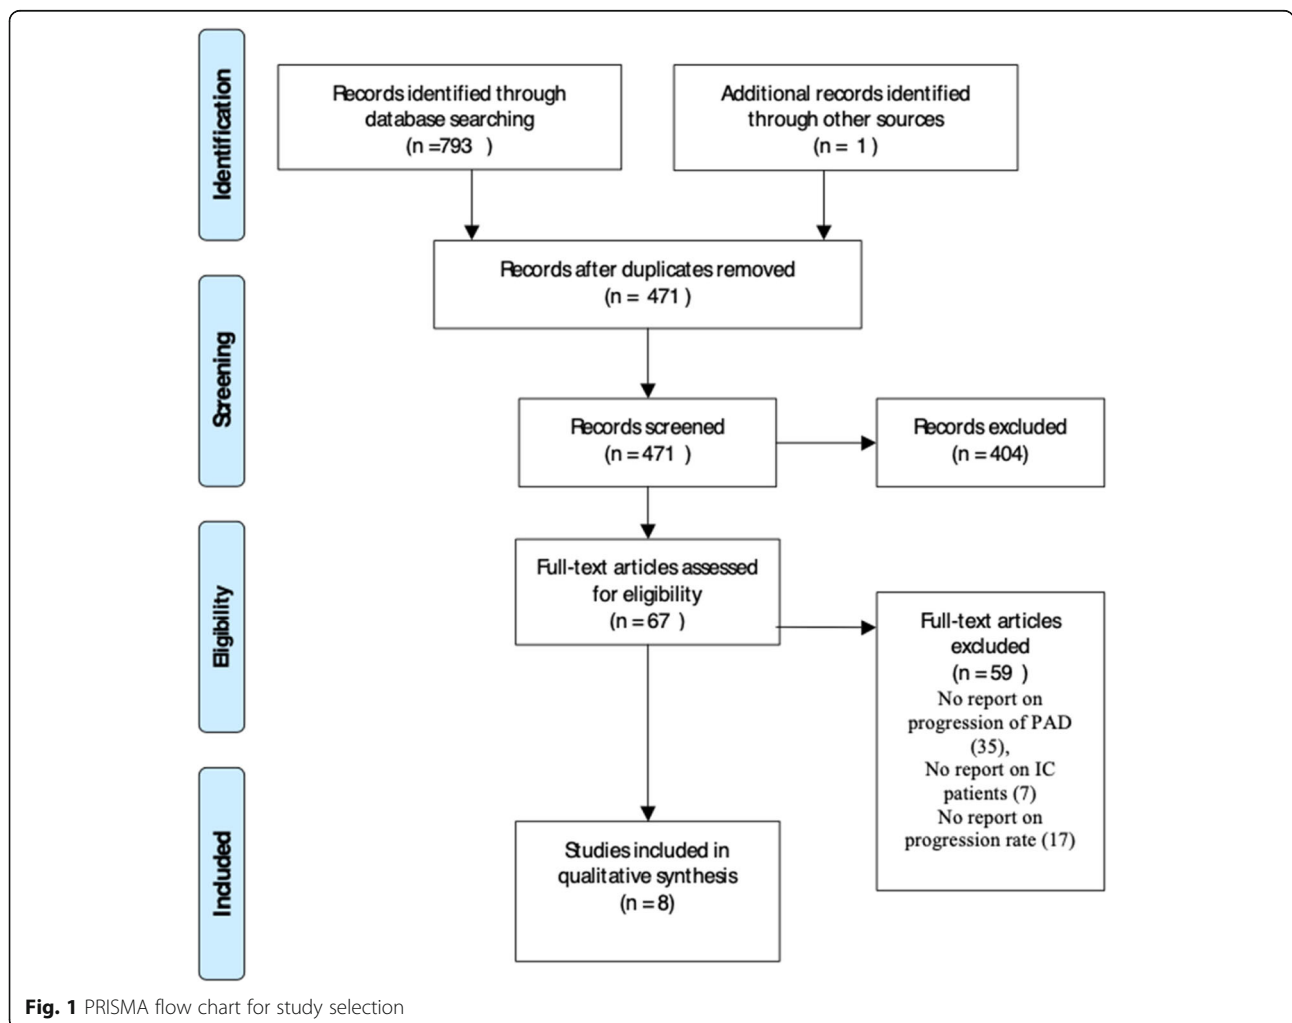 Identification
Records identified through
database searching
(n =793 )
Additional records identified
through other sources
(n = 1 )
Records after duplicates removed
(n = 471 )
Screening
Records screened
(n = 471 )
Records excluded
(n = 404)
Eligibility
Full-text articles assessed
for eligibility
(n = 67 )
Full-text articles
excluded
(n = 59 )
No report on
progression of PAD
(35),
No report on IC
patients (7)
No report on
progression rate (17)
Included
Studies included in
qualitative synthesis
(n = 8)
Fig. 1 PRISMA flow chart for study selection